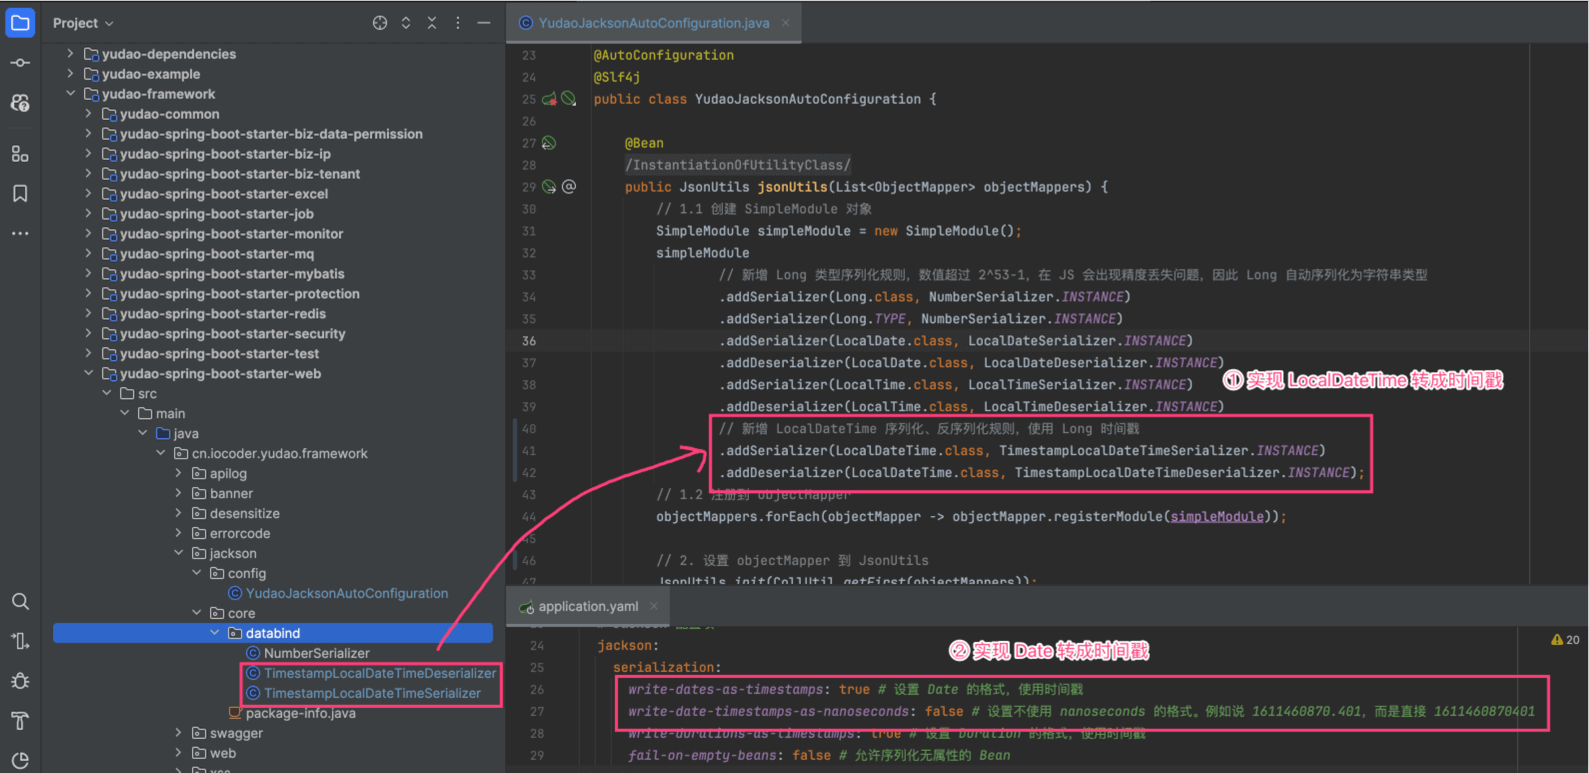 Project
yudao-dependencies
yudao-example
yudao-framework
yudao-common
yudao-spring-boot-starter-biz-data-permission
yudao-spring-boot-starter-biz-ip
yudao-spring-boot-starter-biz-tenant
yudao-spring-boot-starter-excel
yudao-spring-boot-starter-job
yudao-spring-boot-starter-monitor
yudao-spring-boot-starter-mq
yudao-spring-boot-starter-mybatis
yudao-spring-boot-starter-protection
yudao-spring-boot-starter-redis
yudao-spring-boot-starter-security
yudao-spring-boot-starter-test
yudao-spring-boot-starter-web
src
main
java
cn.iocoder.yudao.framework
apilog
banner
desensitize
errorcode
jackson
config
YudaoJacksonAutoConfiguration
core
databind
NumberSerializer
TimestampLocalDateTimeDeserializer
TimestampLocalDateTimeSerializer
package-info.java
swagger
web
xss
YudaoJacksonAutoConfiguration.java
23 @AutoConfiguration
24 @Slf4j
25 public class YudaoJacksonAutoConfiguration {
26
27 @Bean
28 /InstantiationOfUtilityClass/
29 public JsonUtils jsonUtils(List<ObjectMapper> objectMappers) {
30 // 1.1 创建 SimpleModule 对象
31 SimpleModule simpleModule = new SimpleModule();
32 simpleModule
33 // 新增 Long 类型序列化规则，数值超过 2^53-1，在 JS 会出现精度丢失问题，因此 Long 自动序列化为字符串类型
34 .addSerializer(Long.class, NumberSerializer.INSTANCE)
35 .addSerializer(Long.TYPE, NumberSerializer.INSTANCE)
36 .addSerializer(LocalDate.class, LocalDateSerializer.INSTANCE)
37 .addDeserializer(LocalDate.class, LocalDateDeserializer.INSTANCE)
38 .addSerializer(LocalTime.class, LocalTimeSerializer.INSTANCE)
① 实现 LocalDateTime 转成时间戳
39 .addDeserializer(LocalTime.class, LocalTimeDeserializer.INSTANCE)
40 // 新增 LocalDateTime 序列化、反序列化规则，使用 Long 时间戳
41 .addSerializer(LocalDateTime.class, TimestampLocalDateTimeSerializer.INSTANCE)
42 .addDeserializer(LocalDateTime.class, TimestampLocalDateTimeDeserializer.INSTANCE);
43 // 1.2 注册到 objectMapper
44 objectMappers.forEach(objectMapper -> objectMapper.registerModule(simpleModule));
45
46 // 2. 设置 objectMapper 到 JsonUtils
47 JsonUtils.init(CollUtil.getFirst(objectMappers));
application.yaml
20
24 jackson:
② 实现 Date 转成时间戳
25 serialization:
26 write-dates-as-timestamps: true # 设置 Date 的格式，使用时间戳
27 write-date-timestamps-as-nanoseconds: false # 设置不使用 nanoseconds 的格式。例如说 1611460870.401，而是直接 1611460870401
28 write-durations-as-timestamps: true # 设置 Duration 的格式，使用时间戳
29 fail-on-empty-beans: false # 允许序列化无属性的 Bean